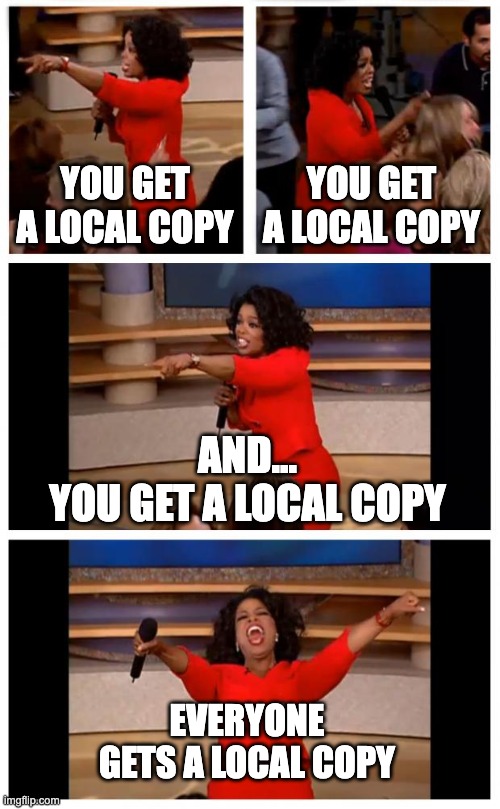 YOU GET
A LOCAL COPY
YOU GET
A LOCAL COPY
AND...
YOU GET A LOCAL COPY
EVERYONE
GETS A LOCAL COPY
imgflip.com